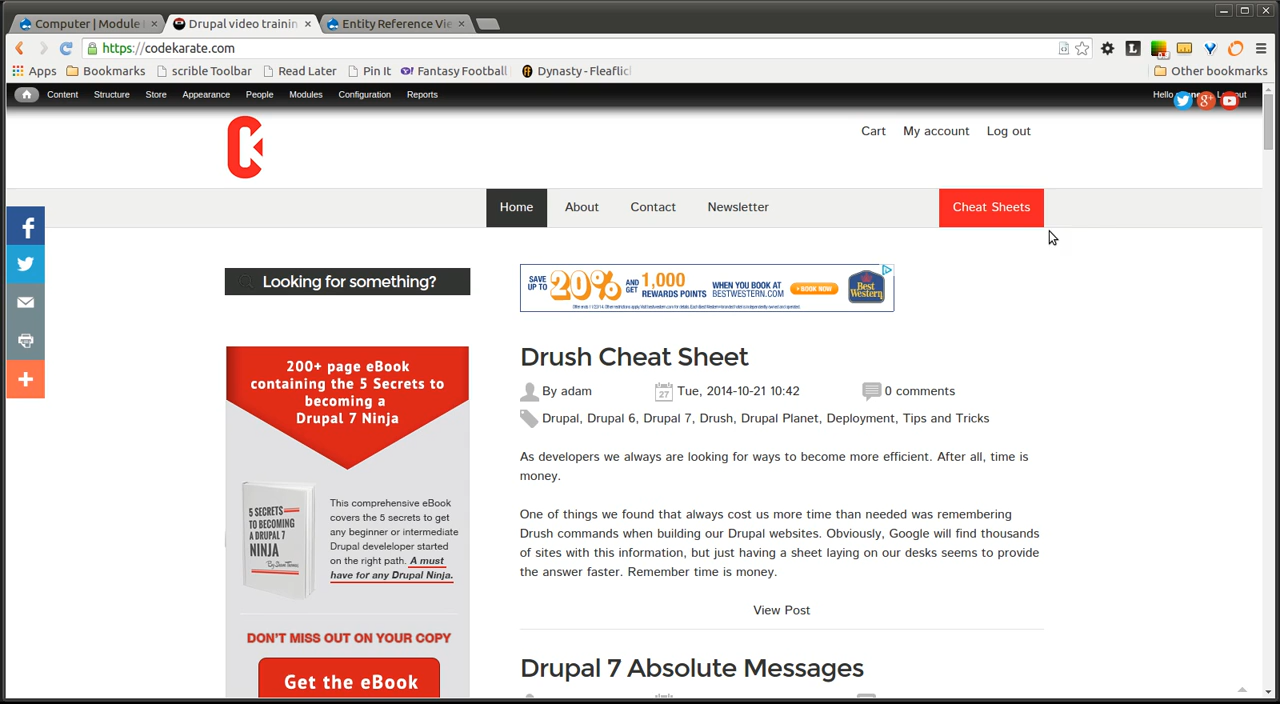 Computer | Module
Drupal video trainin
Entity Reference Vie
https://codekarate.com
Apps Bookmarks scrible Toolbar Read Later Pin It Fantasy Football Dynasty - Fleaflic Other bookmarks
Content Structure Store Appearance People Modules Configuration Reports Hello
Cart My account Log out
Home About Contact Newsletter Cheat Sheets
Looking for something?
SAVE UP TO 20% AND GET 1,000 REWARDS POINTS WHEN YOU BOOK AT BESTWESTERN.COM BOOK NOW Best Western
200+ page eBook
containing the 5 Secrets to
becoming a
Drupal 7 Ninja
5 SECRETS
TO BECOMING
A DRUPAL 7
NINJA
This comprehensive eBook
covers the 5 secrets to get
any beginner or intermediate
Drupal develeloper started
on the right path. A must
have for any Drupal Ninja.
DON'T MISS OUT ON YOUR COPY
Get the eBook
Drush Cheat Sheet
By adam 27 Tue, 2014-10-21 10:42 0 comments
Drupal, Drupal 6, Drupal 7, Drush, Drupal Planet, Deployment, Tips and Tricks
As developers we always are looking for ways to become more efficient. After all, time is
money.
One of things we found that always cost us more time than needed was remembering
Drush commands when building our Drupal websites. Obviously, Google will find thousands
of sites with this information, but just having a sheet laying on our desks seems to provide
the answer faster. Remember time is money.
View Post
Drupal 7 Absolute Messages